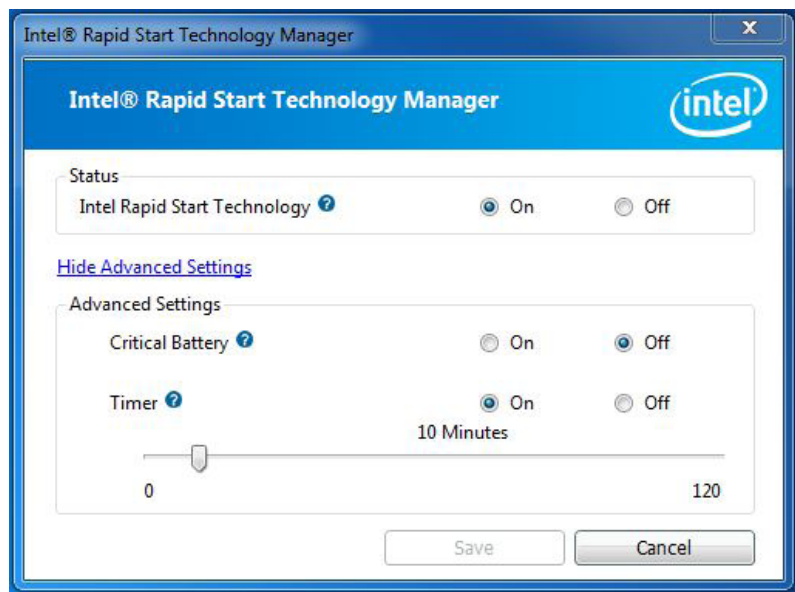 Intel® Rapid Start Technology Manager
x
Intel® Rapid Start Technology Manager
intel
Status
Intel Rapid Start Technology ? On Off
Hide Advanced Settings
Advanced Settings
Critical Battery ? On Off
Timer ? On Off
10 Minutes
0 120
Save Cancel